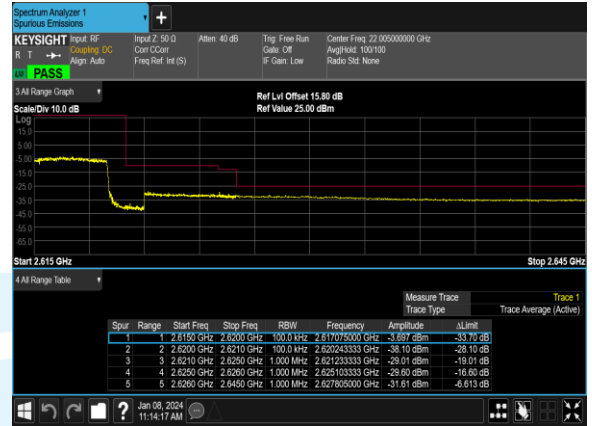 Spectrum Analyzer 1
Spurious Emissions
KEYSIGHT Input: RF Input Z: 50 Ω Atten: 40 dB Trig: Free Run Center Freq: 22.005000000 GHz
R T Coupling: DC Corr CCorr Gate: Off Avg|Hold: 100/100
Align: Auto Freq Ref: Int (S) IF Gain: Low Radio Std: None
PASS
3 All Range Graph
Ref Lvl Offset 15.80 dB
Scale/Div 10.0 dB Ref Value 25.00 dBm
Log
15.0
5.00
-5.00
-15.0
-25.0
-35.0
-45.0
-55.0
-65.0
Start 2.615 GHz Stop 2.645 GHz
4 All Range Table
Measure Trace Trace 1
Trace Type Trace Average (Active)
Spur Range Start Freq Stop Freq RBW Frequency Amplitude ΔLimit
1 1 2.6150 GHz 2.6200 GHz 100.0 kHz 2.617075000 GHz -3.697 dBm -33.70 dB
2 2 2.6200 GHz 2.6210 GHz 100.0 kHz 2.620243333 GHz -38.10 dBm -28.10 dB
3 3 2.6210 GHz 2.6250 GHz 1.000 MHz 2.621233333 GHz -29.01 dBm -19.01 dB
4 4 2.6250 GHz 2.6260 GHz 1.000 MHz 2.625103333 GHz -29.60 dBm -16.60 dB
5 5 2.6260 GHz 2.6450 GHz 1.000 MHz 2.627805000 GHz -31.61 dBm -6.613 dB
? Jan 08, 2024
11:14:17 AM